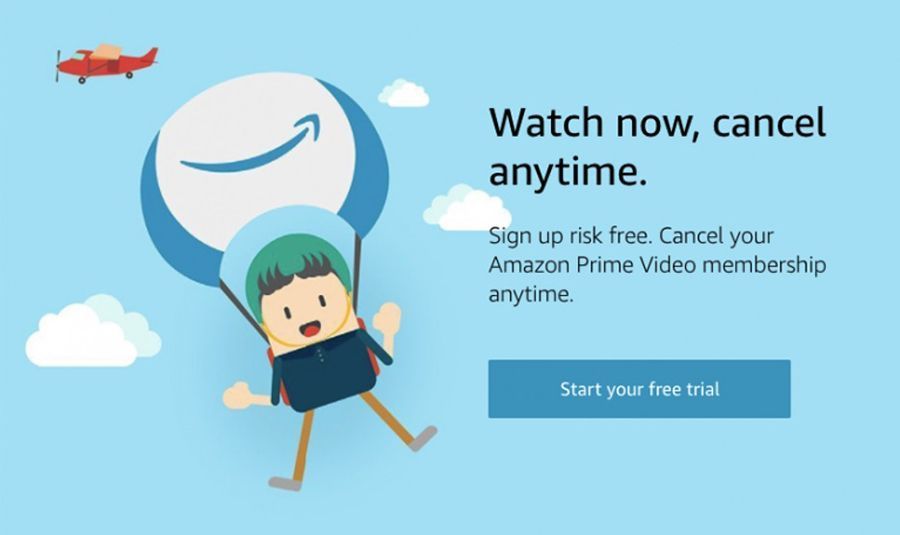 Watch now, cancel
anytime.
Sign up risk free. Cancel your
Amazon Prime Video membership
anytime.
Start your free trial